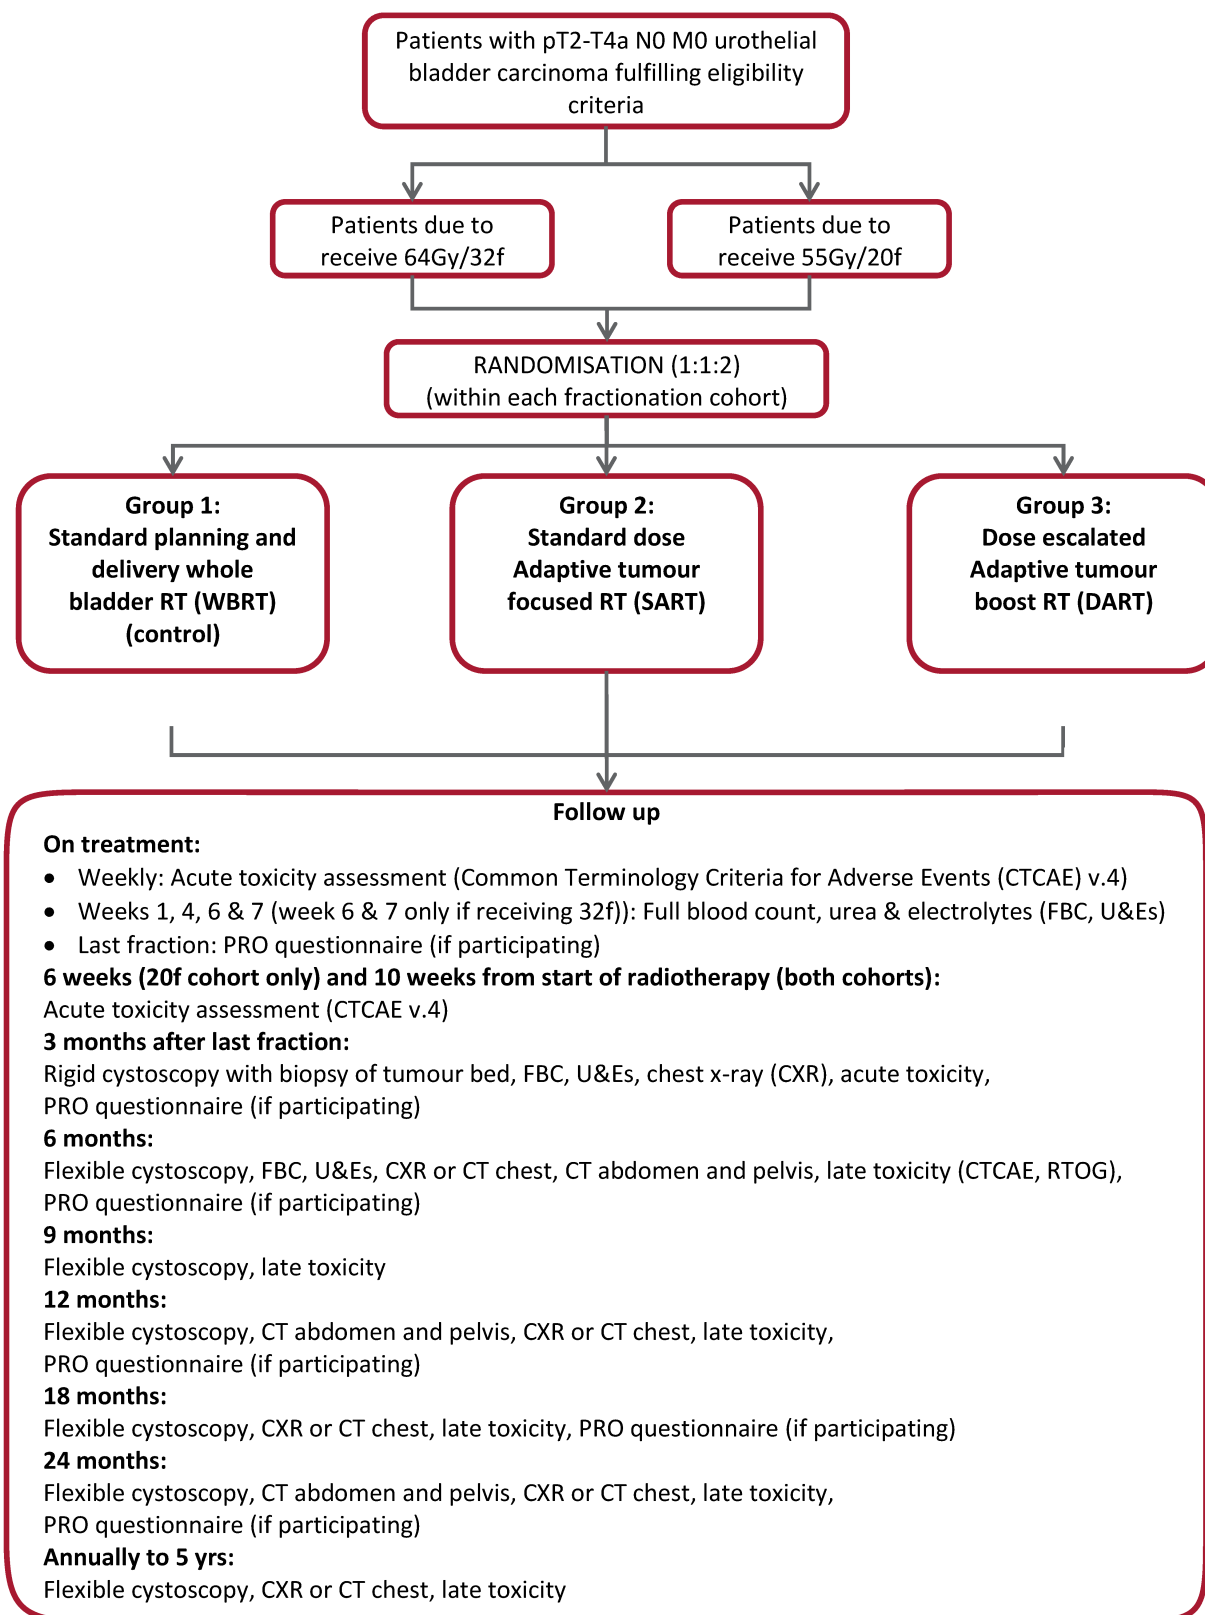 Patients with pT2-T4a N0 M0 urothelial
bladder carcinoma fulfilling eligibility
criteria
Patients due to
receive 64Gy/32f
Patients due to
receive 55Gy/20f
RANDOMISATION (1:1:2)
(within each fractionation cohort)
Group 1:
Standard planning and
delivery whole
bladder RT (WBRT)
(control)
Group 2:
Standard dose
Adaptive tumour
focused RT (SART)
Group 3:
Dose escalated
Adaptive tumour
boost RT (DART)
Follow up
On treatment:
• Weekly: Acute toxicity assessment (Common Terminology Criteria for Adverse Events (CTCAE) v.4)
• Weeks 1, 4, 6 & 7 (week 6 & 7 only if receiving 32f)): Full blood count, urea & electrolytes (FBC, U&Es)
• Last fraction: PRO questionnaire (if participating)
6 weeks (20f cohort only) and 10 weeks from start of radiotherapy (both cohorts):
Acute toxicity assessment (CTCAE v.4)
3 months after last fraction:
Rigid cystoscopy with biopsy of tumour bed, FBC, U&Es, chest x-ray (CXR), acute toxicity,
PRO questionnaire (if participating)
6 months:
Flexible cystoscopy, FBC, U&Es, CXR or CT chest, CT abdomen and pelvis, late toxicity (CTCAE, RTOG),
PRO questionnaire (if participating)
9 months:
Flexible cystoscopy, late toxicity
12 months:
Flexible cystoscopy, CT abdomen and pelvis, CXR or CT chest, late toxicity,
PRO questionnaire (if participating)
18 months:
Flexible cystoscopy, CXR or CT chest, late toxicity, PRO questionnaire (if participating)
24 months:
Flexible cystoscopy, CT abdomen and pelvis, CXR or CT chest, late toxicity,
PRO questionnaire (if participating)
Annually to 5 yrs:
Flexible cystoscopy, CXR or CT chest, late toxicity